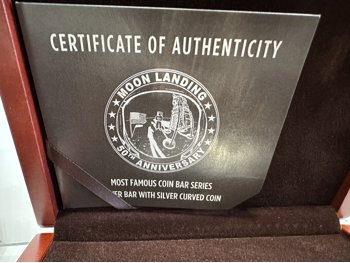 CERTIFICATE OF AUTHENTICITY
MOON LANDING
50TH ANNIVERSARY
MOST FAMOUS COIN BAR SERIES
BAR WITH SILVER CURVED COIN